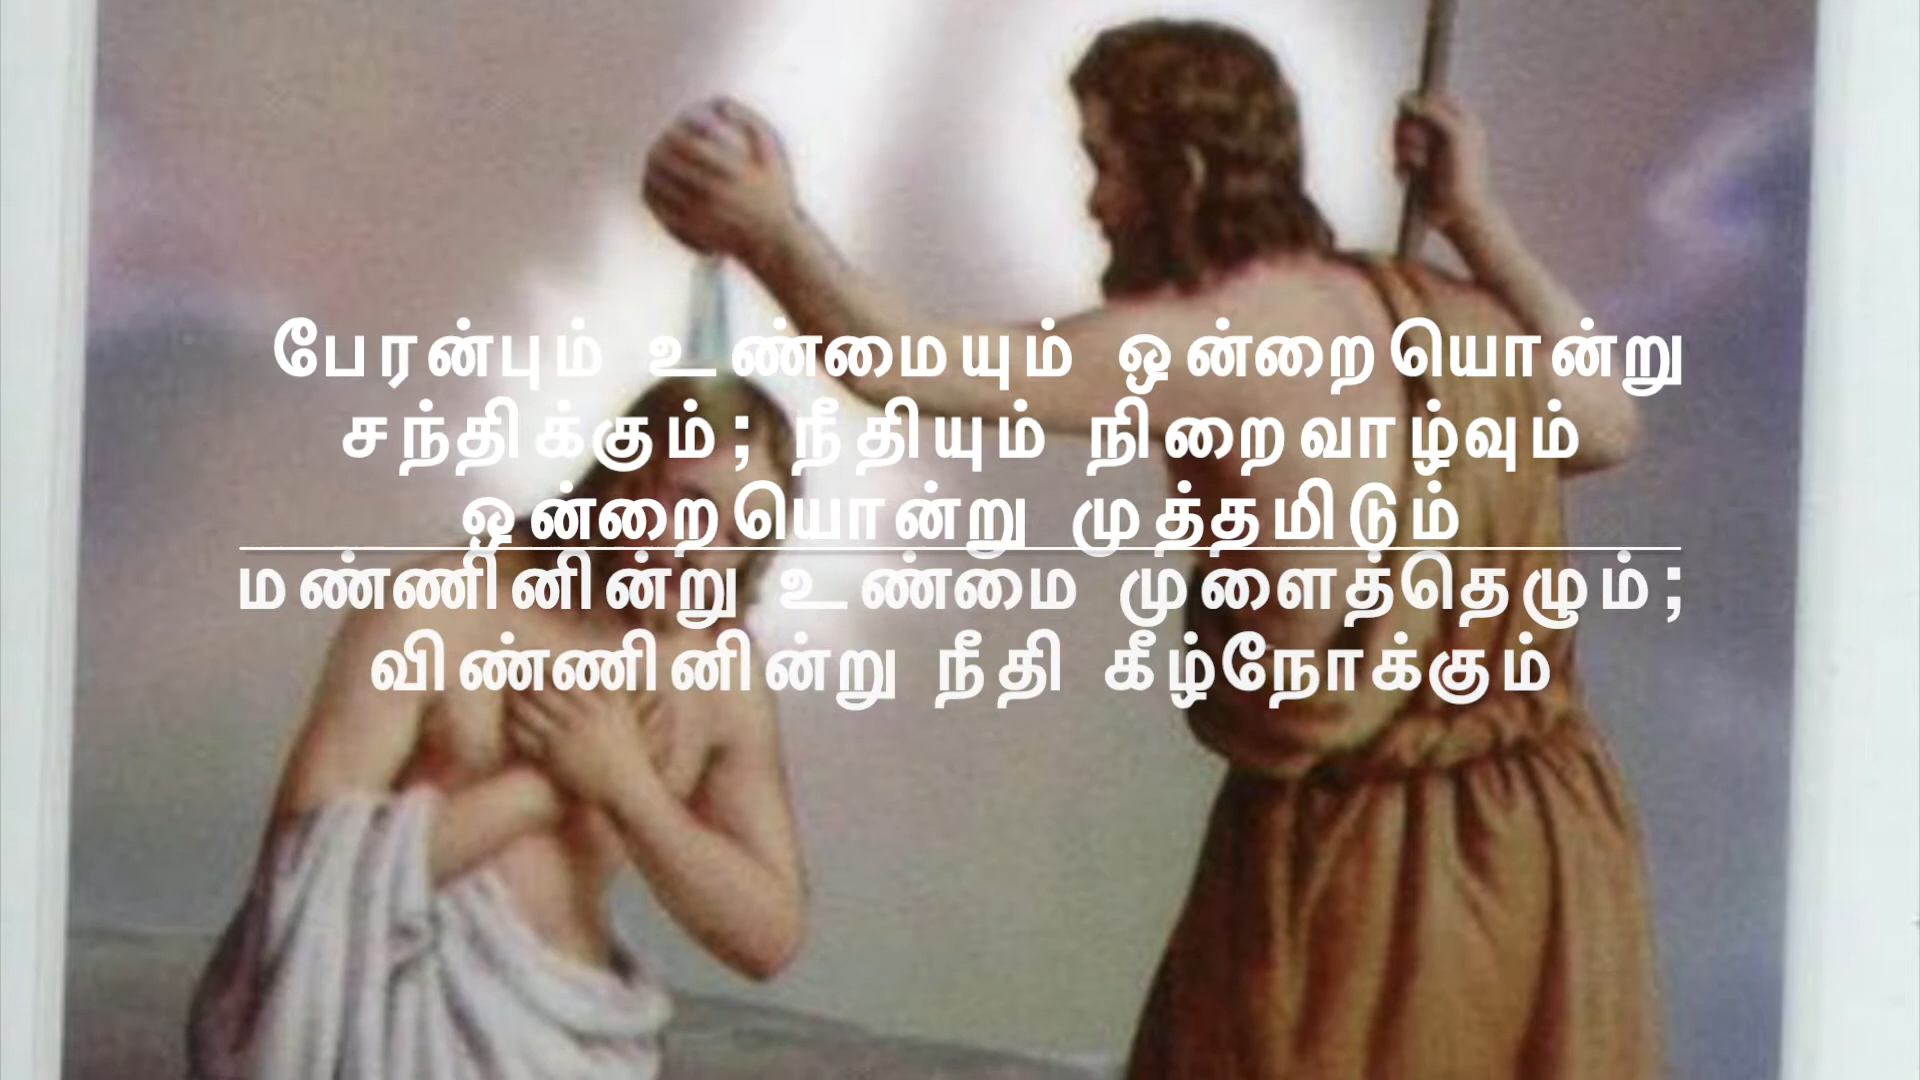 பேரன்பும் உண்மையும் ஒன்றையொன்று
சந்திக்கும்; நீதியும் நிறைவாழ்வும்
ஒன்றையொன்று முத்தமிடும்
மண்ணினின்று உண்மை முளைத்தெழும்;
விண்ணினின்று நீதி கீழ்நோக்கும்